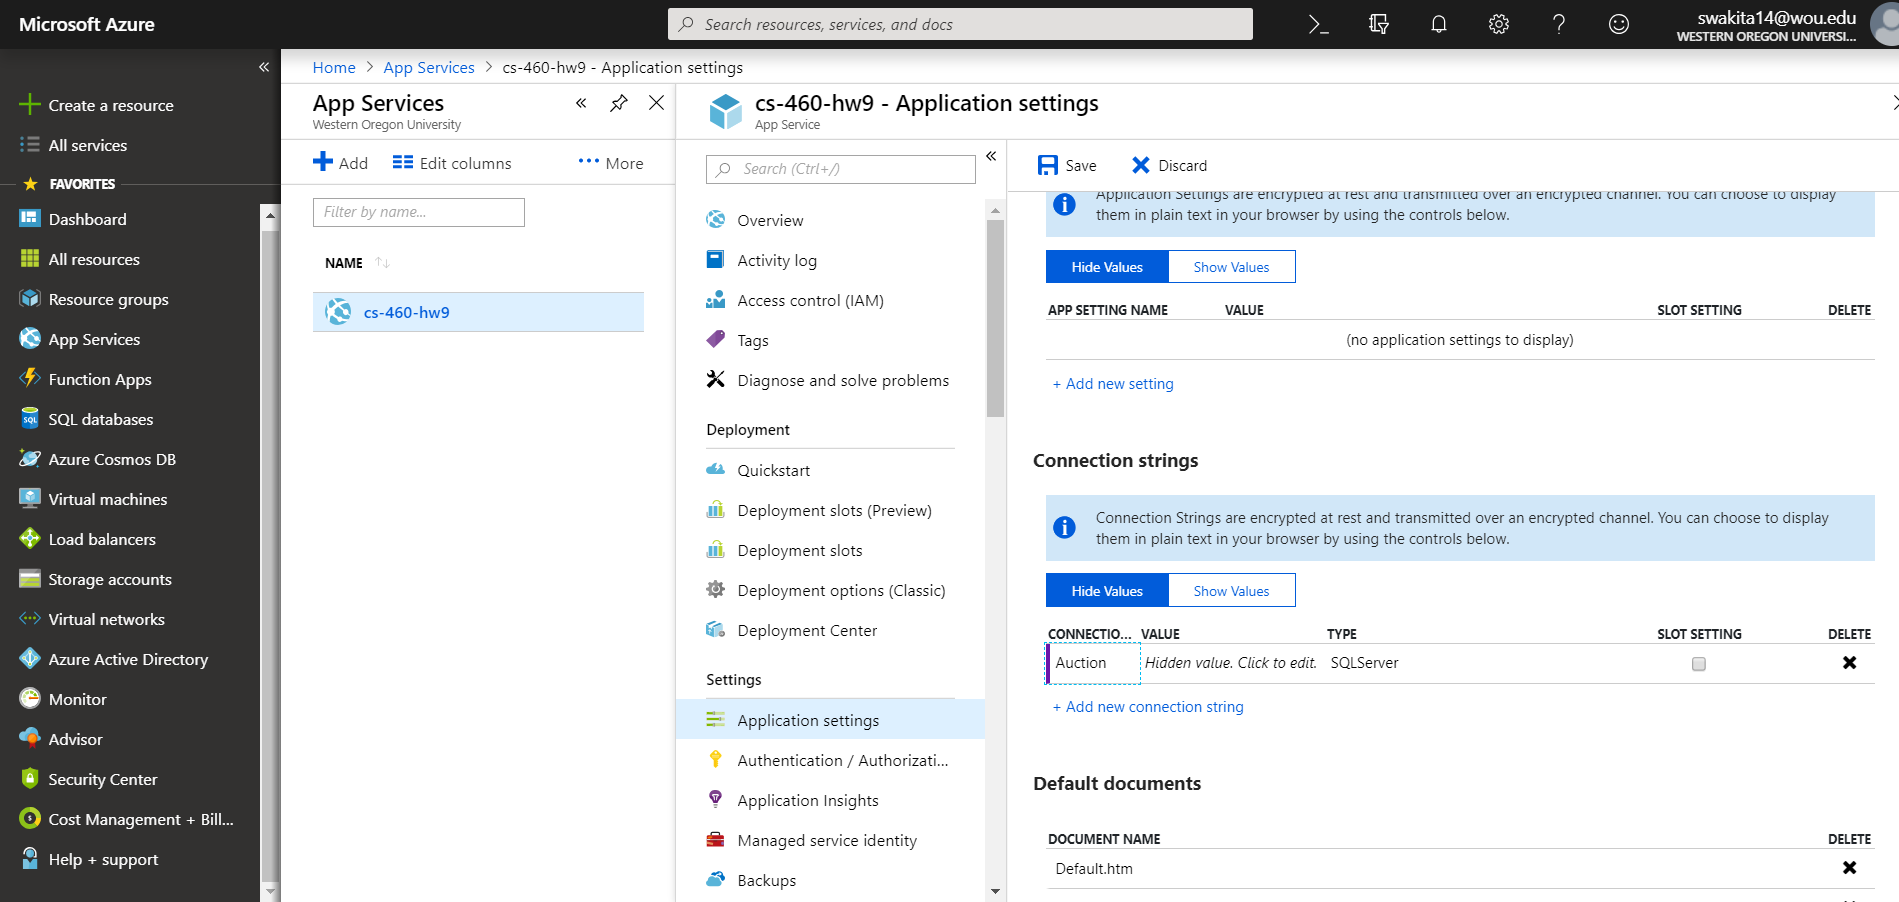 Microsoft Azure
Search resources, services, and docs
swakita14@wou.edu
WESTERN OREGON UNIVERSI...
Create a resource
All services
FAVORITES
Dashboard
All resources
Resource groups
App Services
Function Apps
SQL databases
Azure Cosmos DB
Virtual machines
Load balancers
Storage accounts
Virtual networks
Azure Active Directory
Monitor
Advisor
Security Center
Cost Management + Bill...
Help + support
Home > App Services > cs-460-hw9 - Application settings
App Services
Western Oregon University
Add
Edit columns
More
Filter by name...
NAME
cs-460-hw9
cs-460-hw9 - Application settings
App Service
Search (Ctrl+/)
Overview
Activity log
Access control (IAM)
Tags
Diagnose and solve problems
Deployment
Quickstart
Deployment slots (Preview)
Deployment slots
Deployment options (Classic)
Deployment Center
Settings
Application settings
Authentication / Authorizati...
Application Insights
Managed service identity
Backups
Save
Discard
Application Settings are encrypted at rest and transmitted over an encrypted channel. You can choose to display
them in plain text in your browser by using the controls below.
Hide Values
Show Values
APP SETTING NAME VALUE SLOT SETTING DELETE
(no application settings to display)
+ Add new setting
Connection strings
Connection Strings are encrypted at rest and transmitted over an encrypted channel. You can choose to display
them in plain text in your browser by using the controls below.
Hide Values
Show Values
CONNECTIO... VALUE TYPE SLOT SETTING DELETE
Auction Hidden value. Click to edit. SQLServer
+ Add new connection string
Default documents
DOCUMENT NAME DELETE
Default.htm